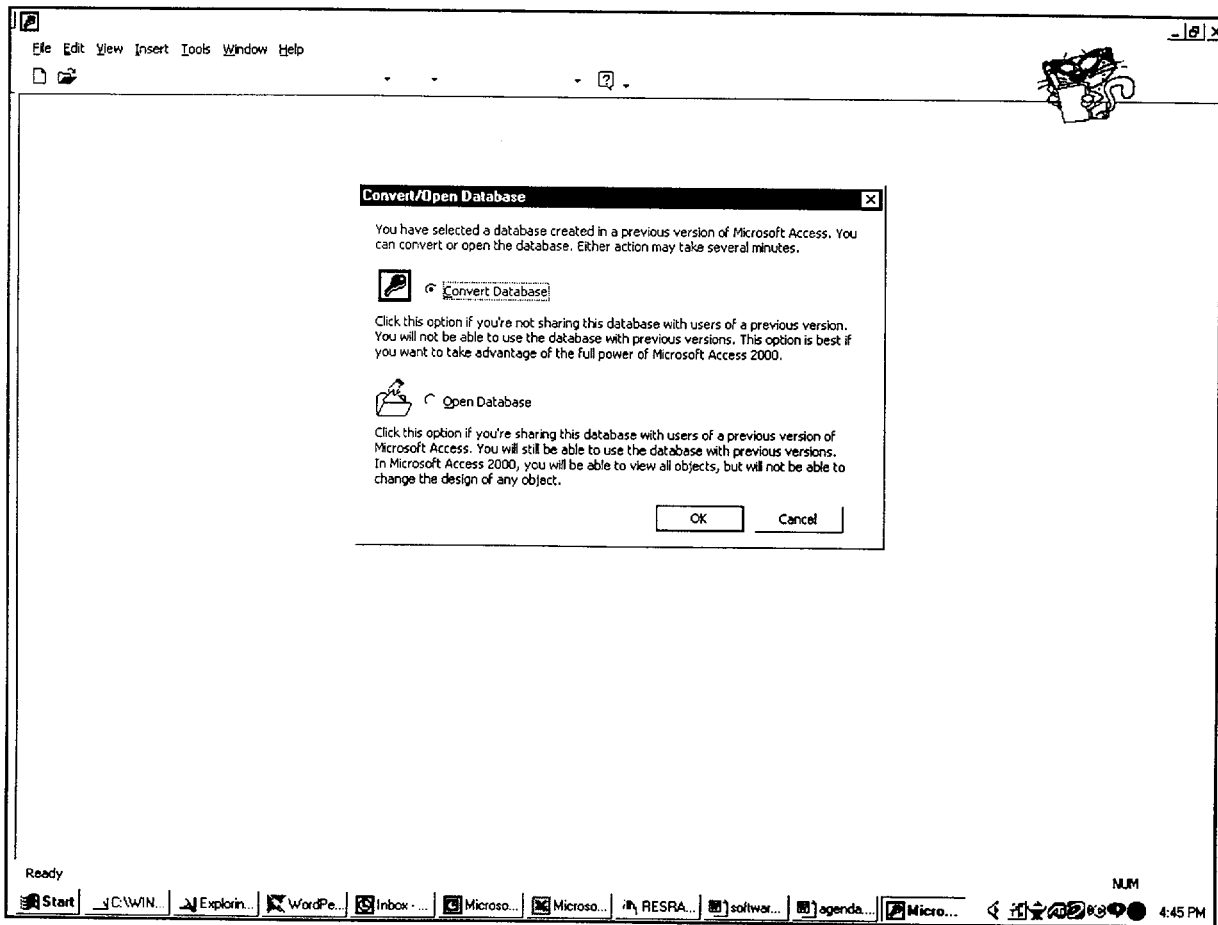 File Edit View Insert Tools Window Help
Convert/Open Database
You have selected a database created in a previous version of Microsoft Access. You
can convert or open the database. Either action may take several minutes.
Convert Database
Click this option if you're not sharing this database with users of a previous version.
You will not be able to use the database with previous versions. This option is best if
you want to take advantage of the full power of Microsoft Access 2000.
Open Database
Click this option if you're sharing this database with users of a previous version of
Microsoft Access. You will still be able to use the database with previous versions.
In Microsoft Access 2000, you will be able to view all objects, but will not be able to
change the design of any object.
OK Cancel
Ready
NUM
Start C:\WIN... Explorin... WordPe... Inbox - ... Microso... Microso... RESRA... softwar... agenda... Micro... 4:45 PM